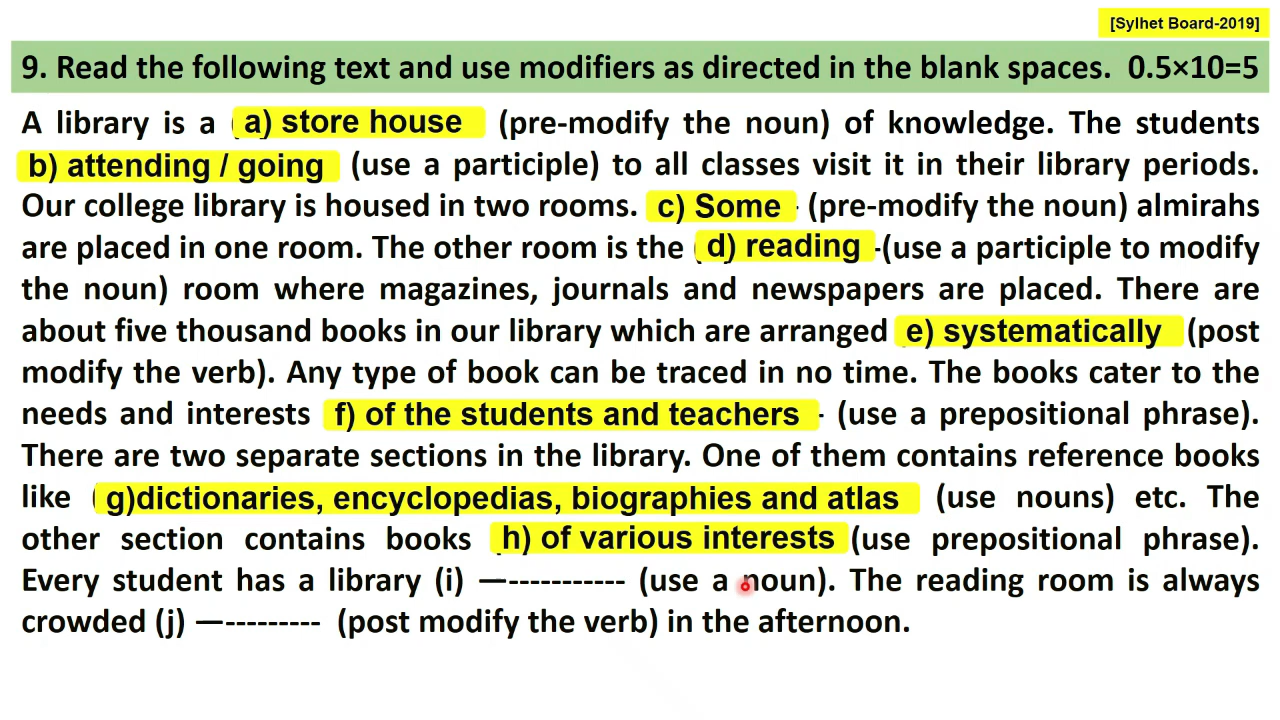 [Sylhet Board-2019]
9. Read the following text and use modifiers as directed in the blank spaces. 0.5×10=5
A library is a a) store house (pre-modify the noun) of knowledge. The students
b) attending / going (use a participle) to all classes visit it in their library periods.
Our college library is housed in two rooms. c) Some (pre-modify the noun) almirahs
are placed in one room. The other room is the d) reading -(use a participle to modify
the noun) room where magazines, journals and newspapers are placed. There are
about five thousand books in our library which are arranged e) systematically (post
modify the verb). Any type of book can be traced in no time. The books cater to the
needs and interests f) of the students and teachers - (use a prepositional phrase).
There are two separate sections in the library. One of them contains reference books
like g)dictionaries, encyclopedias, biographies and atlas (use nouns) etc. The
other section contains books h) of various interests (use prepositional phrase).
Every student has a library (i) —----------- (use a noun). The reading room is always
crowded (j) —--------- (post modify the verb) in the afternoon.